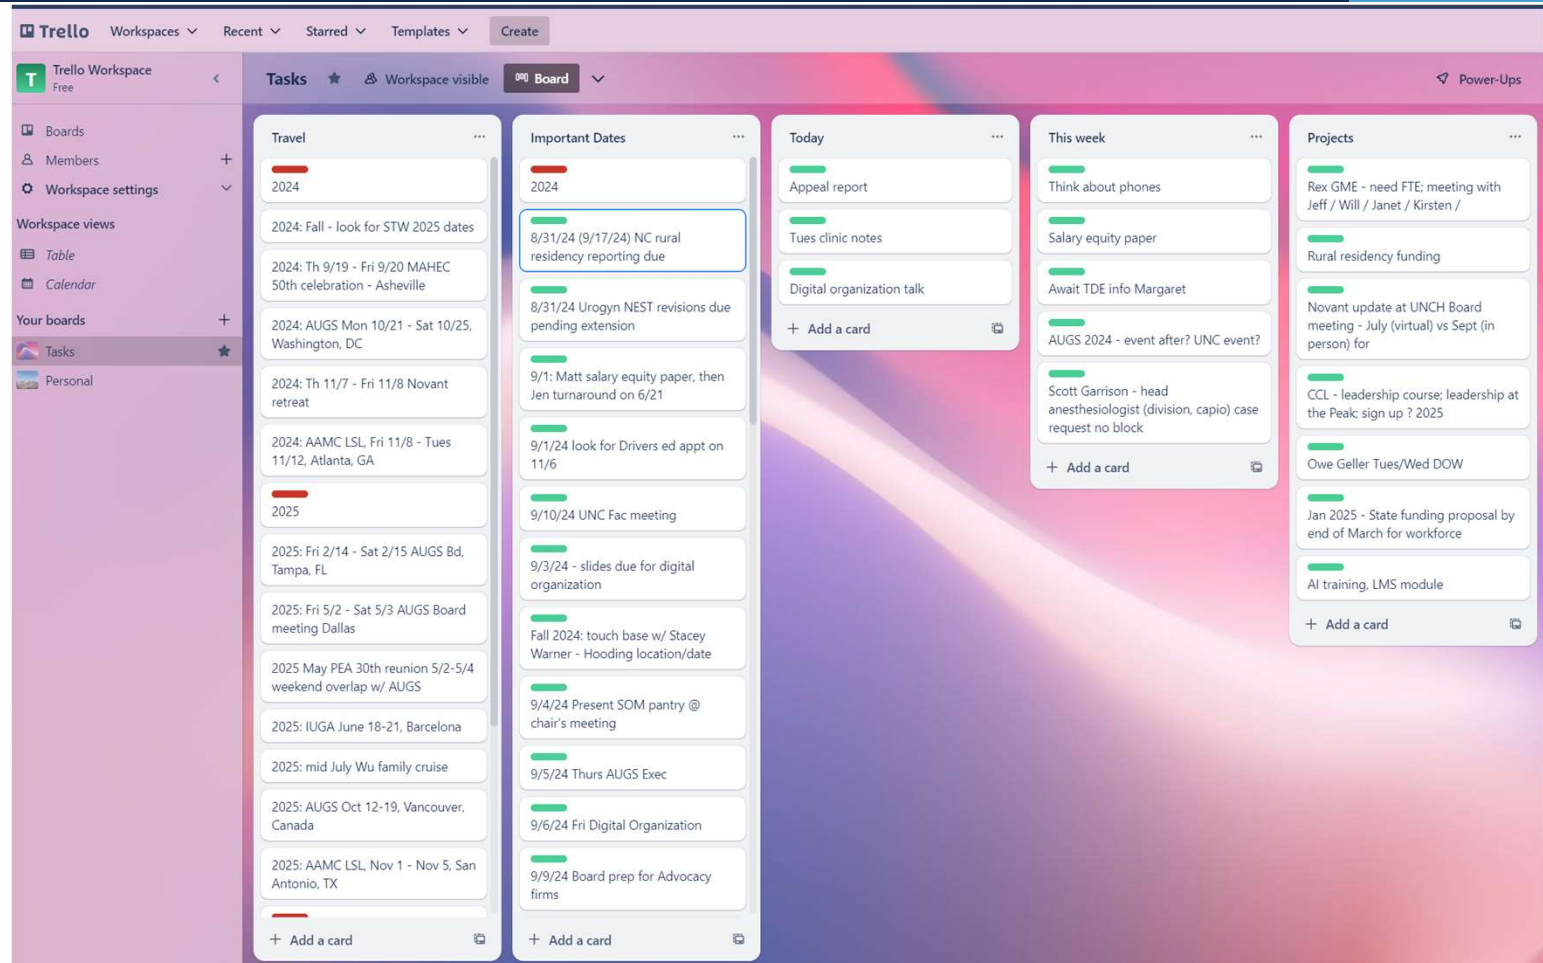 Trello
Workspaces
Recent
Starred
Templates
Create
Trello Workspace
Free
T
Boards
Members
Workspace settings
Workspace views
Table
Calendar
Your boards
Tasks
Personal
Tasks
Workspace visible
Board
Power-Ups
Travel
2024
2024: Fall - look for STW 2025 dates
2024: Th 9/19 - Fri 9/20 MAHEC
50th celebration - Asheville
2024: AUGS Mon 10/21 - Sat 10/25,
Washington, DC
2024: Th 11/7 - Fri 11/8 Novant
retreat
2024: AAMC LSL, Fri 11/8 - Tues
11/12, Atlanta, GA
2025
2025: Fri 2/14 - Sat 2/15 AUGS Bd,
Tampa, FL
2025: Fri 5/2 - Sat 5/3 AUGS Board
meeting Dallas
2025 May PEA 30th reunion 5/2-5/4
weekend overlap w/ AUGS
2025: IUGA June 18-21, Barcelona
2025: mid July Wu family cruise
2025: AUGS Oct 12-19, Vancouver,
Canada
2025: AAMC LSL, Nov 1 - Nov 5, San
Antonio, TX
+ Add a card
Important Dates
2024
8/31/24 (9/17/24) NC rural
residency reporting due
8/31/24 Urogyn NEST revisions due
pending extension
9/1: Matt salary equity paper, then
Jen turnaround on 6/21
9/1/24 look for Drivers ed appt on
11/6
9/10/24 UNC Fac meeting
9/3/24 - slides due for digital
organization
Fall 2024: touch base w/ Stacey
Warner - Hooding location/date
9/4/24 Present SOM pantry @
chair's meeting
9/5/24 Thurs AUGS Exec
9/6/24 Fri Digital Organization
9/9/24 Board prep for Advocacy
firms
+ Add a card
Today
Appeal report
Tues clinic notes
Digital organization talk
+ Add a card
This week
Think about phones
Salary equity paper
Await TDE info Margaret
AUGS 2024 - event after? UNC event?
Scott Garrison - head
anesthesiologist (division, capio) case
request no block
+ Add a card
Projects
Rex GME - need FTE; meeting with
Jeff / Will / Janet / Kirsten /
Rural residency funding
Novant update at UNCH Board
meeting - July (virtual) vs Sept (in
person) for
CCL - leadership course; leadership at
the Peak; sign up ? 2025
Owe Geller Tues/Wed DOW
Jan 2025 - State funding proposal by
end of March for workforce
AI training, LMS module
+ Add a card